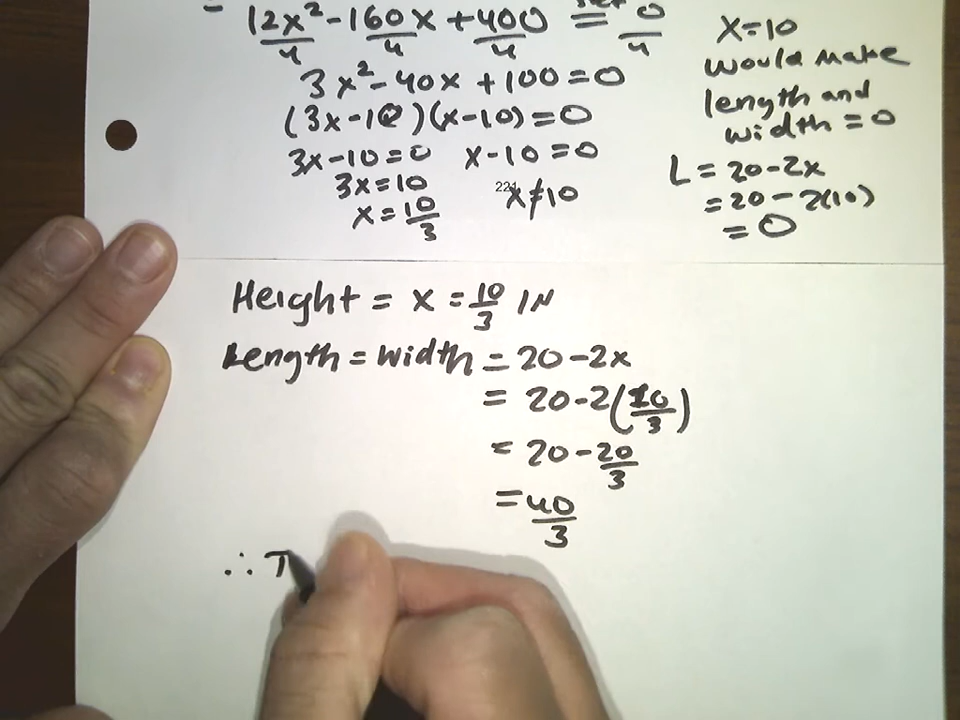 = 12x² - 160x + 400 = set 0
4 4 4 4
3x² - 40x + 100 = 0
(3x - 10)(x - 10) = 0
3x - 10 = 0 x - 10 = 0
3x = 10 x ≠ 10
221
x = 10/3
x = 10
would make
length and
width = 0
L = 20 - 2x
= 20 - 2(10)
= 0
Height = x = 10/3 IN
Length = width = 20 - 2x
= 20 - 2(10/3)
= 20 - 20/3
= 40/3
∴ T